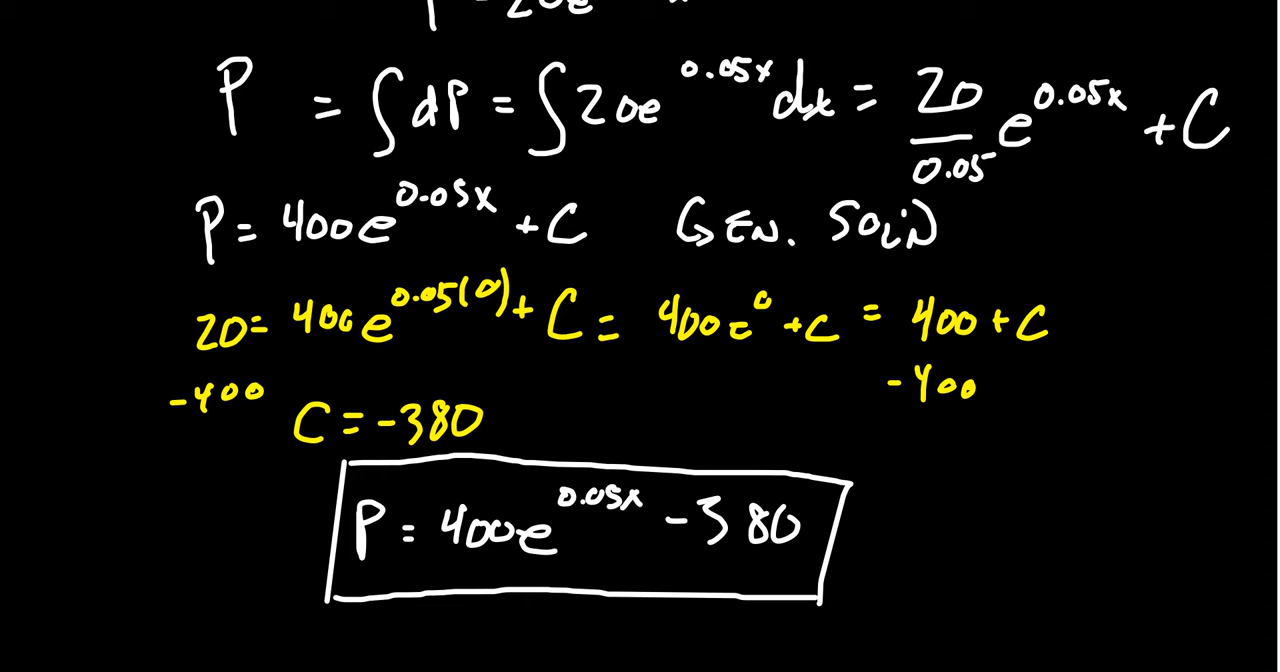 P = ∫dP = ∫20e^0.05x dx = 20/0.05 e^0.05x + C
P = 400e^0.05x + C GEN. SOL'N
20 = 400e^0.05(0) + C = 400e^0 + C = 400 + C
-400 -400
C = -380
P = 400e^0.05x - 380